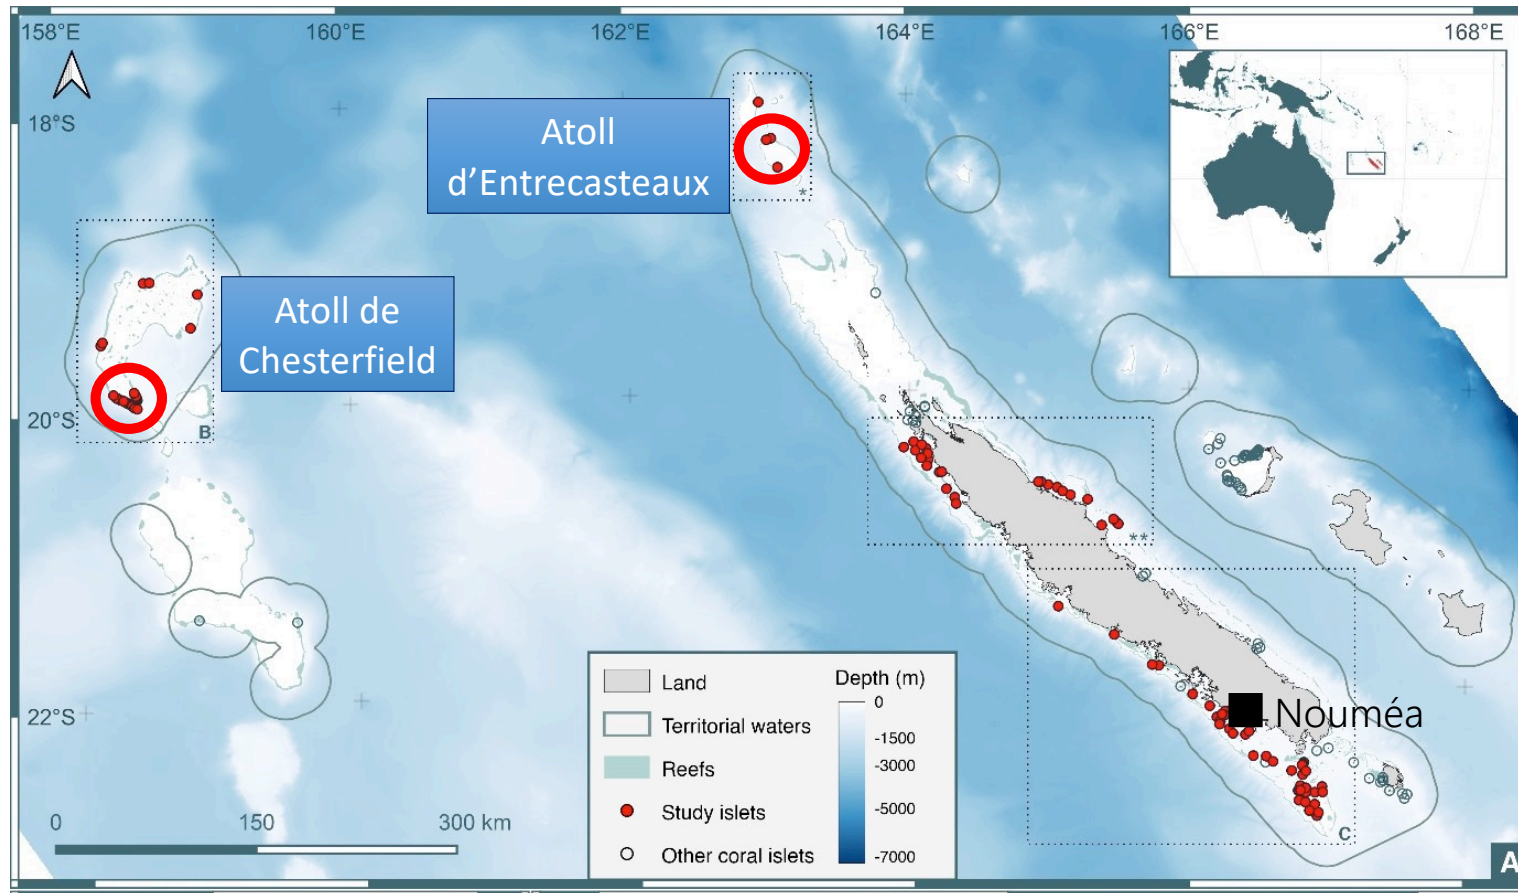 158°E
160°E
162°E
164°E
166°E
168°E
18°S
20°S
22°S
Atoll
d’Entrecasteaux
*
Atoll de
Chesterfield
B
**
Nouméa
C
Land
Territorial waters
Reefs
Study islets
Other coral islets
Depth (m)
0
-1500
-3000
-5000
-7000
0
150
300 km
A